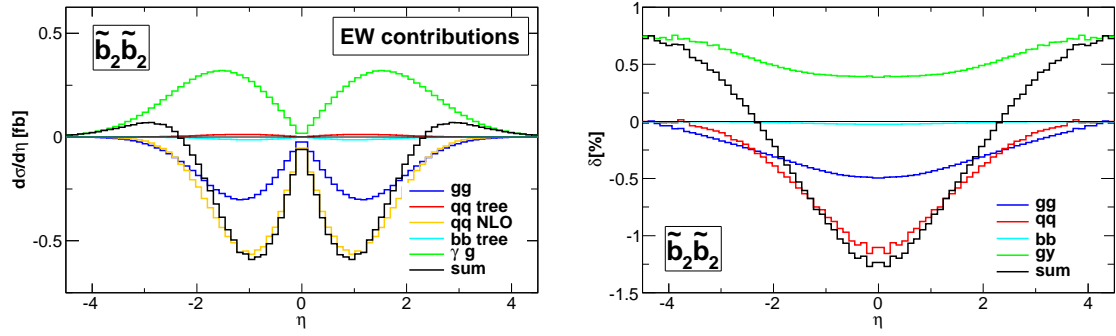 b̃₂b̃₂
EW contributions
dσ/dη [fb]
0.5
0
-0.5
gg
qq tree
qq NLO
bb tree
γ g
sum
-4 -2 0 2 4
η
δ[%]
1
0.5
0
-0.5
-1
-1.5
b̃₂b̃₂
gg
qq
bb
gy
sum
-4 -2 0 2 4
η